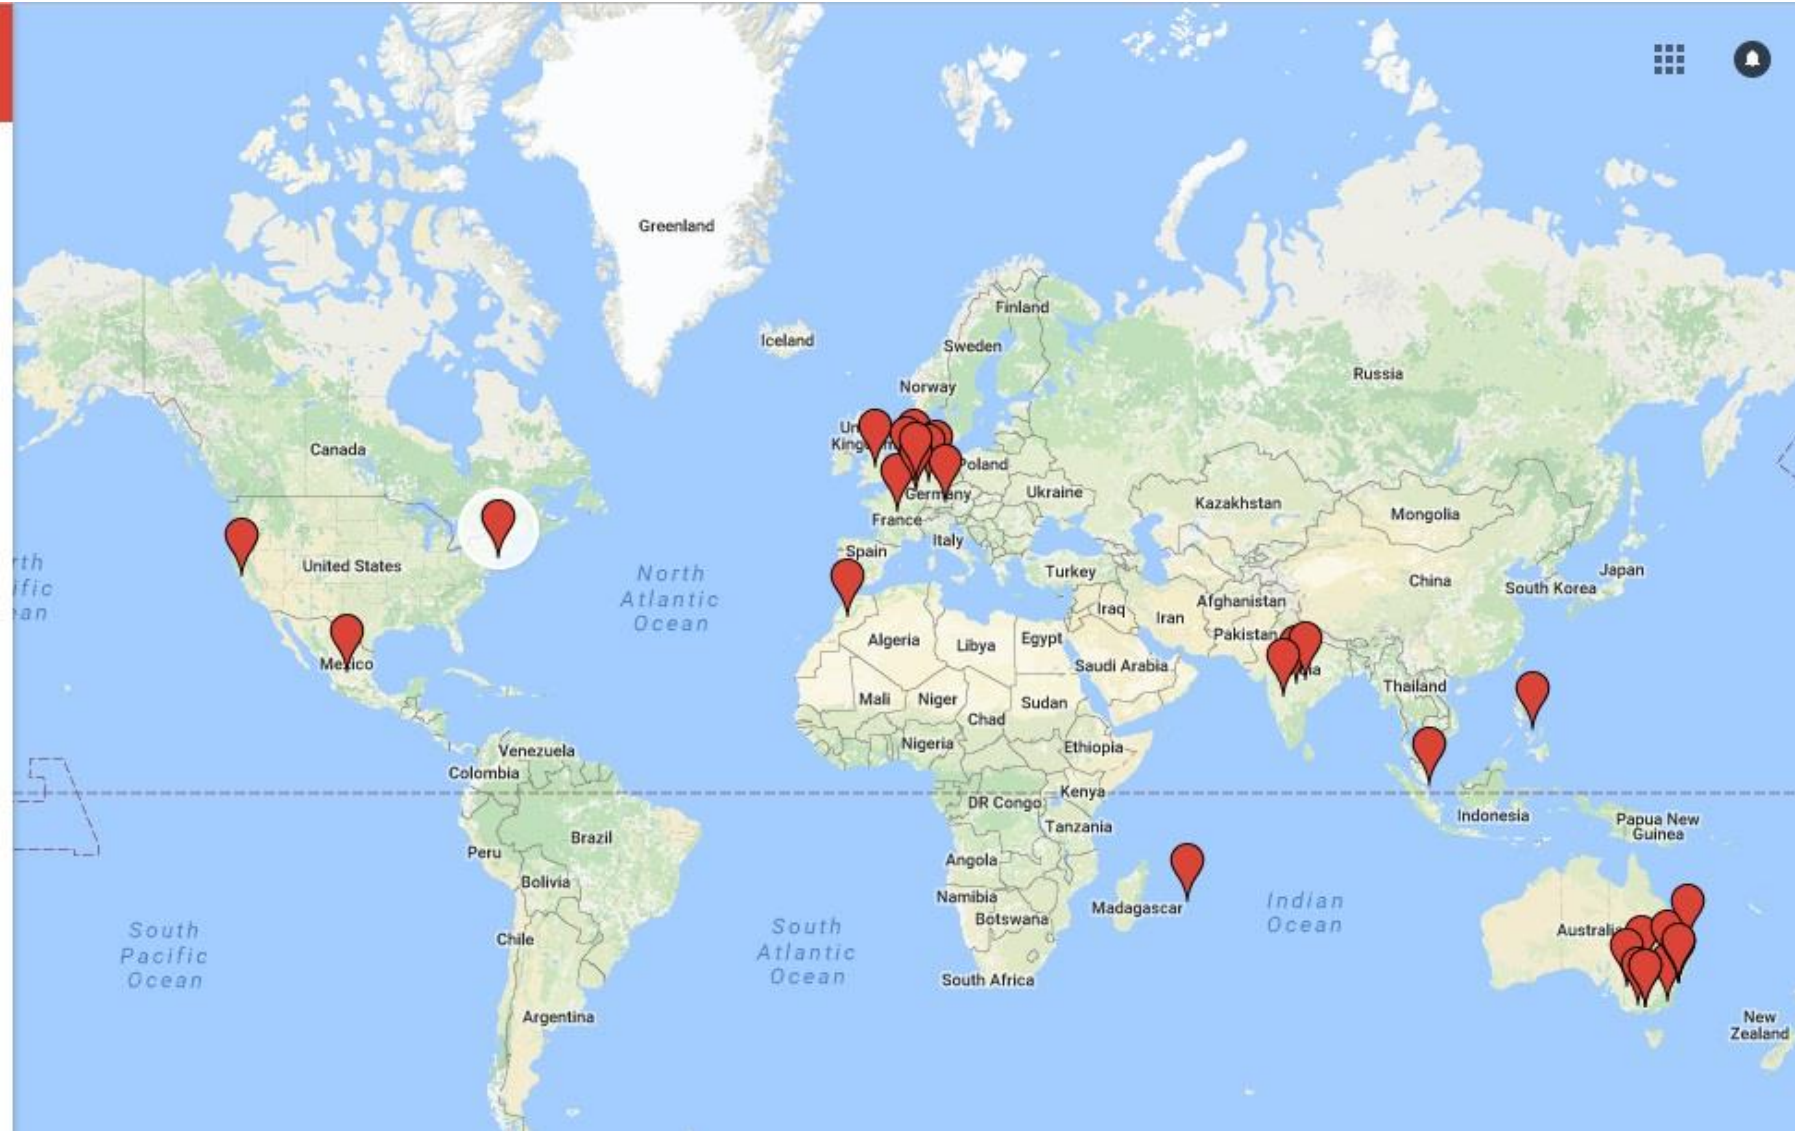 Greenland
Iceland
Finland
Sweden
Norway
Russia
Canada
Poland
Germany
Ukraine
Kazakhstan
Mongolia
France
Italy
Spain
United States
North
Atlantic
Ocean
Turkey
China
Japan
South Korea
Afghanistan
Iraq
Iran
Pakistan
Algeria
Libya
Egypt
Saudi Arabia
Mexico
Mali
Niger
Chad
Sudan
Thailand
Nigeria
Ethiopia
Venezuela
Colombia
DR Congo
Kenya
Tanzania
Indonesia
Papua New
Guinea
Brazil
Peru
Bolivia
Angola
Namibia
Botswana
Madagascar
Indian
Ocean
South
Pacific
Ocean
Chile
South
Atlantic
Ocean
South Africa
Australia
Argentina
New
Zealand